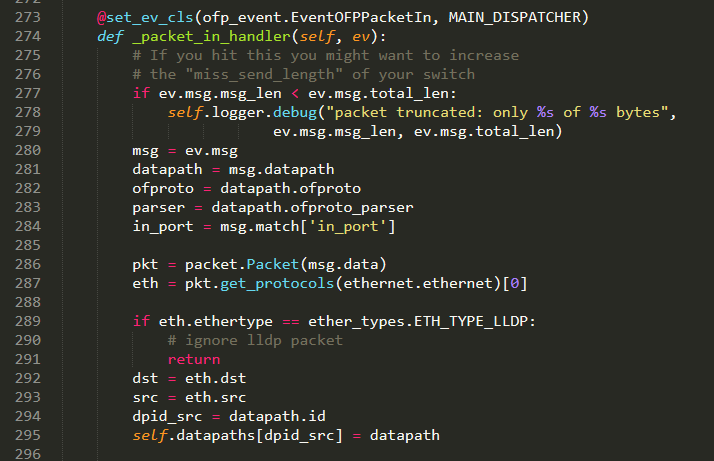 273 @set_ev_cls(ofp_event.EventOFPPacketIn, MAIN_DISPATCHER)
274 def _packet_in_handler(self, ev):
275 # If you hit this you might want to increase
276 # the "miss_send_length" of your switch
277 if ev.msg.msg_len < ev.msg.total_len:
278 self.logger.debug("packet truncated: only %s of %s bytes",
279 ev.msg.msg_len, ev.msg.total_len)
280 msg = ev.msg
281 datapath = msg.datapath
282 ofproto = datapath.ofproto
283 parser = datapath.ofproto_parser
284 in_port = msg.match['in_port']
285
286 pkt = packet.Packet(msg.data)
287 eth = pkt.get_protocols(ethernet.ethernet)[0]
288
289 if eth.ethertype == ether_types.ETH_TYPE_LLDP:
290 # ignore lldp packet
291 return
292 dst = eth.dst
293 src = eth.src
294 dpid_src = datapath.id
295 self.datapaths[dpid_src] = datapath
296